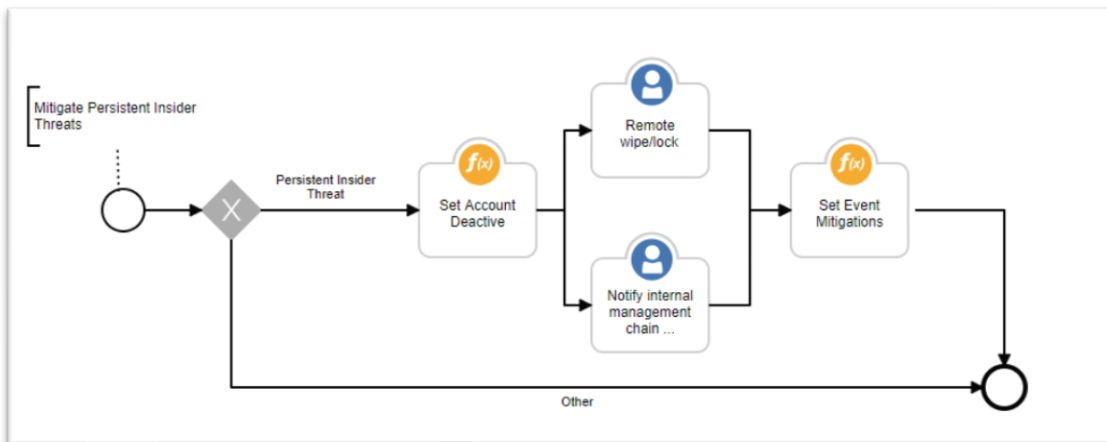 Mitigate Persistent Insider
Threats
X
Persistent Insider
Threat
f(x)
Set Account
Deactive
Remote
wipe/lock
Notify internal
management
chain ...
f(x)
Set Event
Mitigations
Other